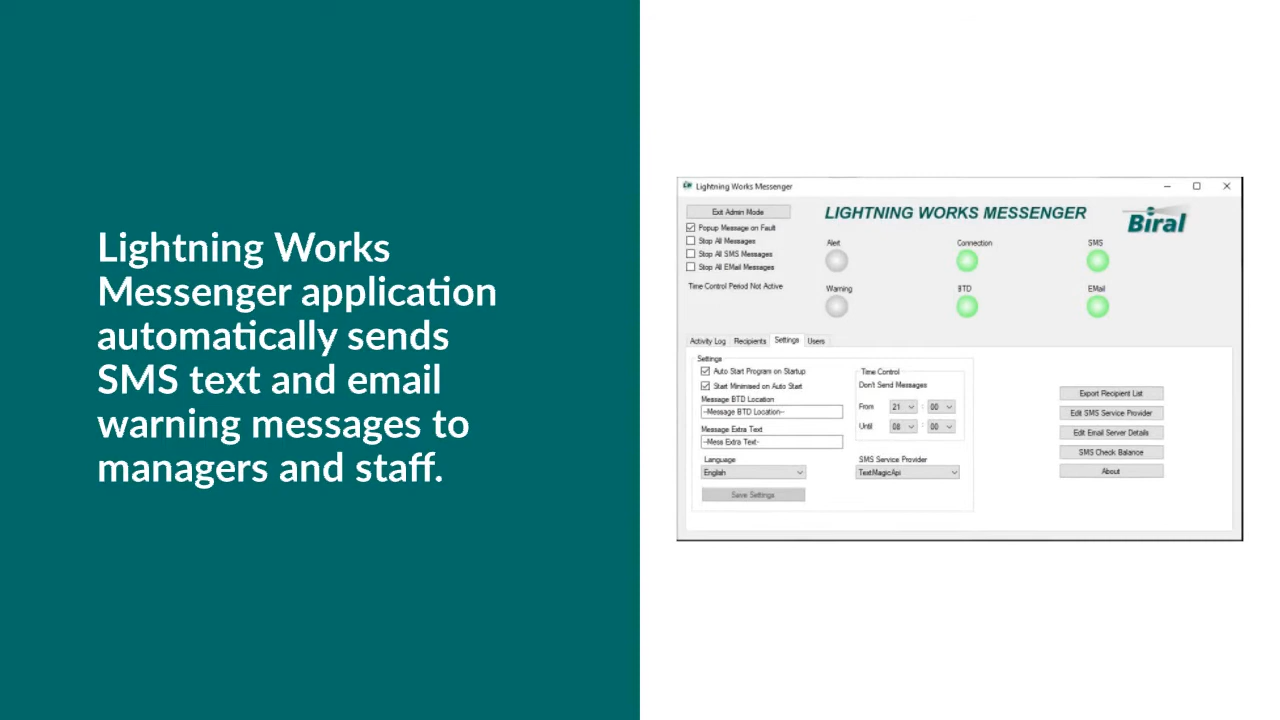 Lightning Works
Messenger application
automatically sends
SMS text and email
warning messages to
managers and staff.
Lightning Works Messenger
Exit Admin Mode
LIGHTNING WORKS MESSENGER
Biral
Popup Message on Fault
Stop All Messages
Stop All SMS Messages
Stop All EMail Messages
Time Control Period Not Active
Alert
Connection
SMS
Warning
BTD
EMail
Activity Log Recipients Settings Users
Settings
Auto Start Program on Startup
Start Minimised on Auto Start
Message BTD Location
--Message BTD Location--
Message Extra Text
--Mess Extra Text-
Language
English
Save Settings
Time Control
Don't Send Messages
From 21 : 00
Until 08 : 00
SMS Service Provider
TextMagicApi
Export Recipient List
Edit SMS Service Provider
Edit Email Server Details
SMS Check Balance
About